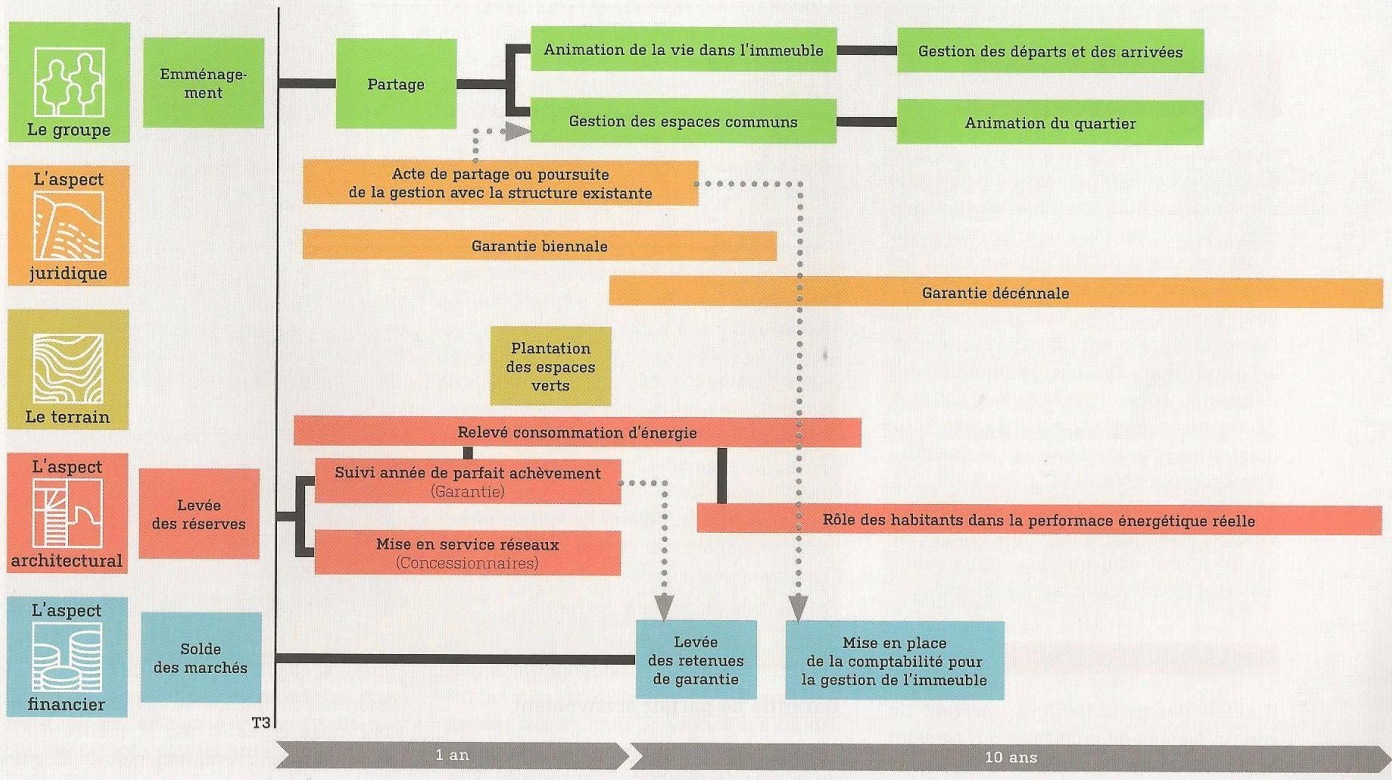 Le groupe
Emménage-
ment
Partage
Animation de la vie dans l'immeuble
Gestion des départs et des arrivées
Gestion des espaces communs
Animation du quartier
L'aspect
juridique
Acte de partage ou poursuite
de la gestion avec la structure existante
Garantie biennale
Garantie décénnale
Le terrain
Plantation
des espaces
verts
L'aspect
architectural
Levée
des réserves
Relevé consommation d'énergie
Suivi année de parfait achèvement
(Garantie)
Mise en service réseaux
(Concessionnaires)
Rôle des habitants dans la performace énergétique réelle
L'aspect
financier
Solde
des marchés
Levée
des retenues
de garantie
Mise en place
de la comptabilité pour
la gestion de l'immeuble
T3
1 an
10 ans